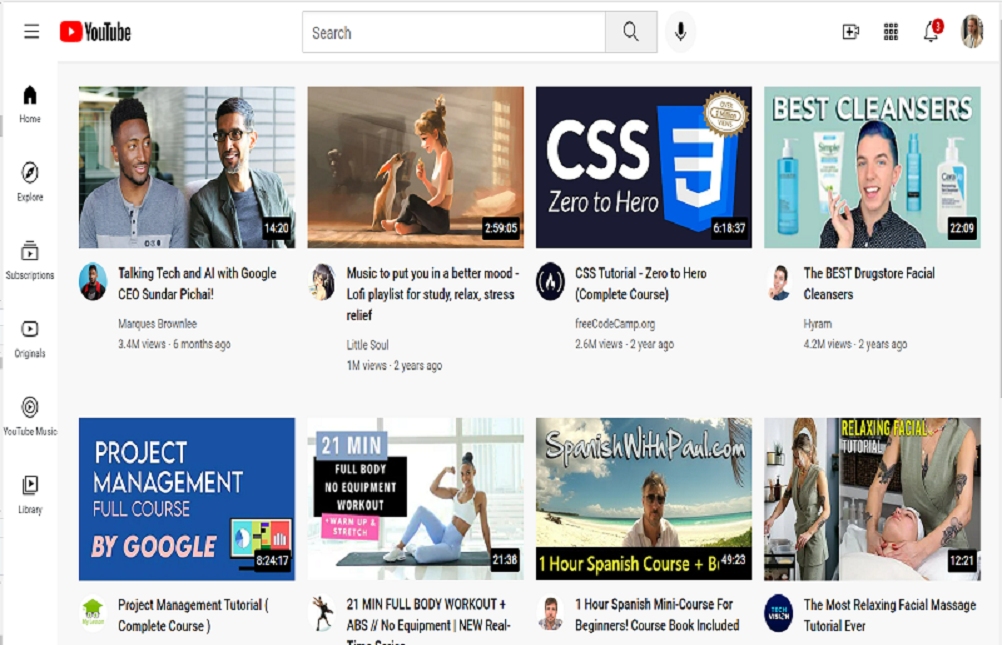 YouTube
Search
3
Home
Explore
Subscriptions
Originals
YouTube Music
Library
14:20
Talking Tech and AI with Google
CEO Sundar Pichai!
Marques Brownlee
3.4M views · 6 months ago
2:59:05
Music to put you in a better mood -
Lofi playlist for study, relax, stress
relief
Little Soul
1M views · 2 years ago
CSS
Zero to Hero
OVER
VIEWS
6:18:37
CSS Tutorial - Zero to Hero
(Complete Course)
freeCodeCamp.org
2.6M views · 2 year ago
BEST CLEANSERS
Simple
22:09
The BEST Drugstore Facial
Cleansers
Hyram
4.2M views · 2 years ago
PROJECT
MANAGEMENT
FULL COURSE
BY GOOGLE
8:24:17
Project Management Tutorial (
Complete Course )
21 MIN
FULL BODY
NO EQUIPMENT
WORKOUT
+ WARM UP &
STRETCH
21:38
21 MIN FULL BODY WORKOUT +
ABS // No Equipment | NEW Real-
Time Series
SpanishWithPaul.com
1 Hour Spanish Course + B
49:23
1 Hour Spanish Mini-Course For
Beginners! Course Book Included
RELAXING FACIAL
TUTORIAL
12:21
TECH
VISION
The Most Relaxing Facial Massage
Tutorial Ever